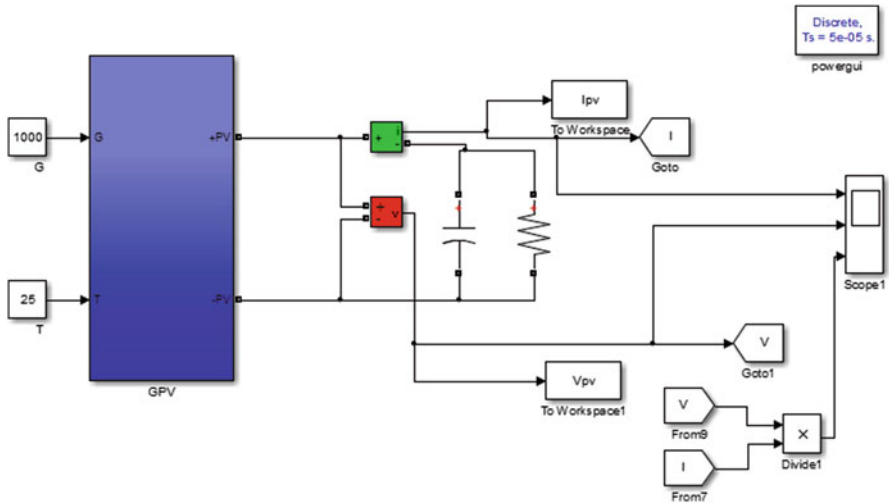 Discrete,
Ts = 5e-05 s.
powergui
1000
G
G
+PV
+
i
-
Ipv
To Workspace
I
Goto
+
-
v
+
+
Scope1
25
T
T
-PV
GPV
V
Goto1
Vpv
To Workspace1
V
From9
×
Divide1
I
From7